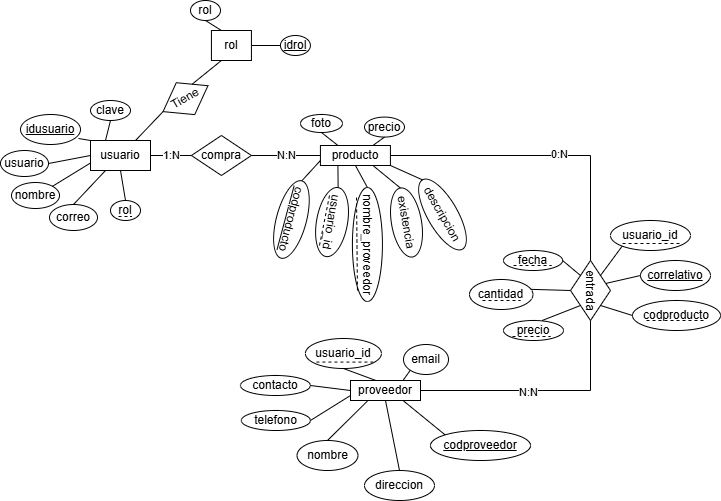 rol
rol
idrol
Tiene
clave
idusuario
usuario
nombre
correo
rol
usuario
1:N
compra
N:N
foto
precio
producto
codproducto
usuario_id
nombre_proveedor
existencia
descripcion
0:N
fecha
cantidad
precio
entrada
usuario_id
correlativo
codproducto
usuario_id
email
contacto
proveedor
N:N
telefono
nombre
codproveedor
direccion